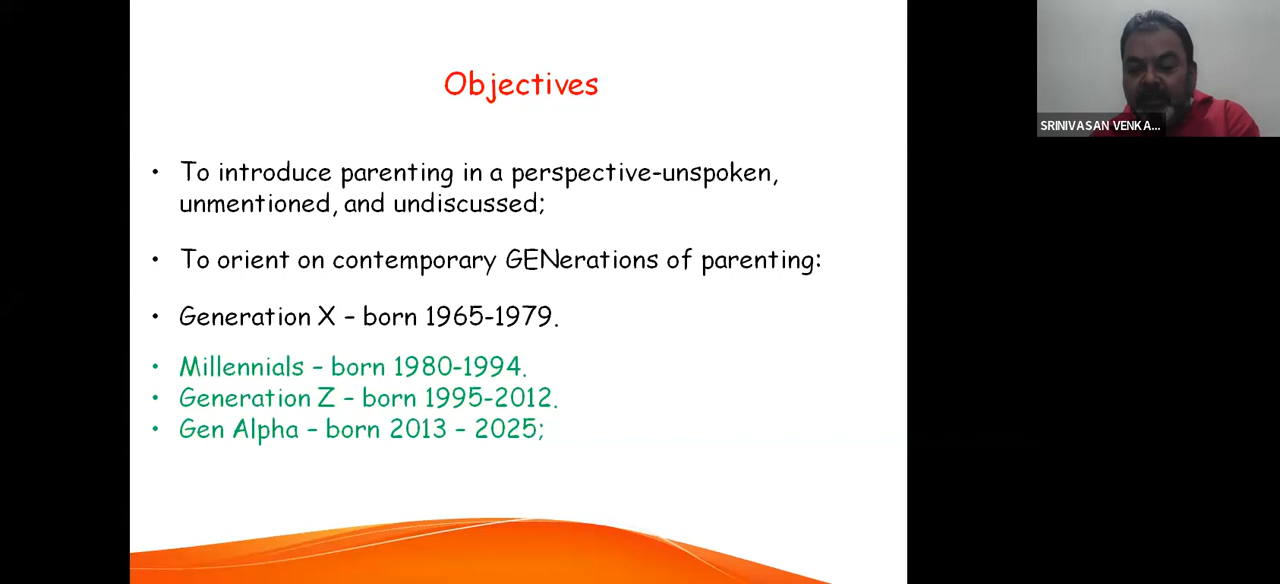 Objectives
• To introduce parenting in a perspective-unspoken,
unmentioned, and undiscussed;
• To orient on contemporary GENerations of parenting:
• Generation X – born 1965-1979.
• Millennials – born 1980-1994.
• Generation Z – born 1995-2012.
• Gen Alpha – born 2013 – 2025;
SRINIVASAN VENKA...